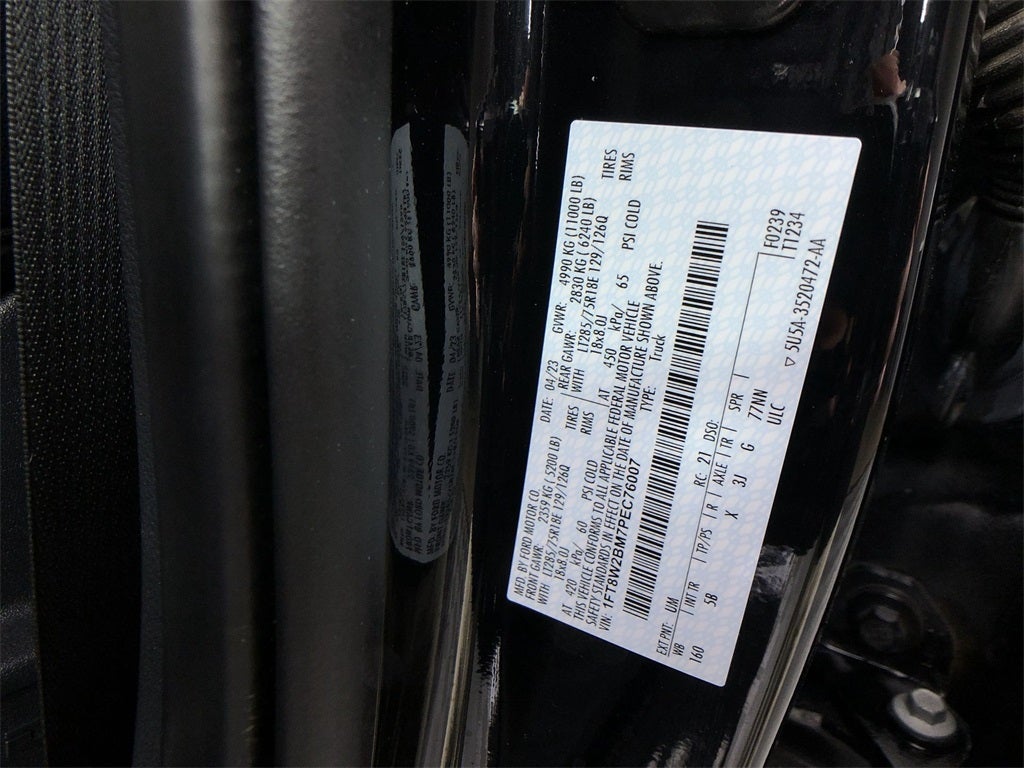 MFD. BY FORD MOTOR CO. DATE: 04/23 GVWR: 4990 KG (11000 LB)
FRONT GAWR: 2359 KG (5200 LB) REAR GAWR: 2830 KG (6240 LB)
WITH LT285/75R18E 129/126Q TIRES WITH LT285/75R18E 129/126Q TIRES
18x8.0J RIMS 18x8.0J RIMS
AT 420 kPa/ 60 PSI COLD AT 450 kPa/ 65 PSI COLD
THIS VEHICLE CONFORMS TO ALL APPLICABLE FEDERAL MOTOR VEHICLE
SAFETY STANDARDS IN EFFECT ON THE DATE OF MANUFACTURE SHOWN ABOVE.
VIN: 1FT8W2BM7PEC76007 TYPE: Truck
EXT PNT: UM RC: 21 DSO: F0239
WB INT TR TP/PS R AXLE TR SPR T1234
160 5B X 3J G 77NN
ULC ▽ 5U5A-3520472-AA